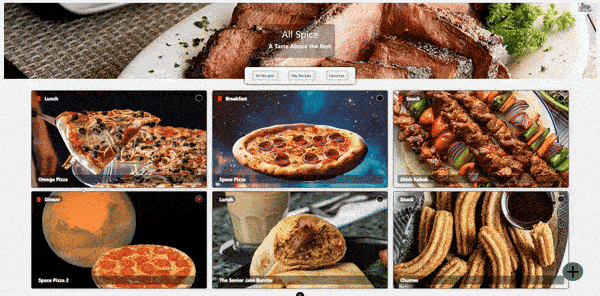 All Spice
A Taste Above the Rest
All Recipes
My Recipes
Favorites
Lunch
Omega Pizza
Breakfast
Space Pizza
Snack
Shish Kabab
Dinner
Space Pizza 2
Lunch
The Senior Jake Burrito
Snack
Churros